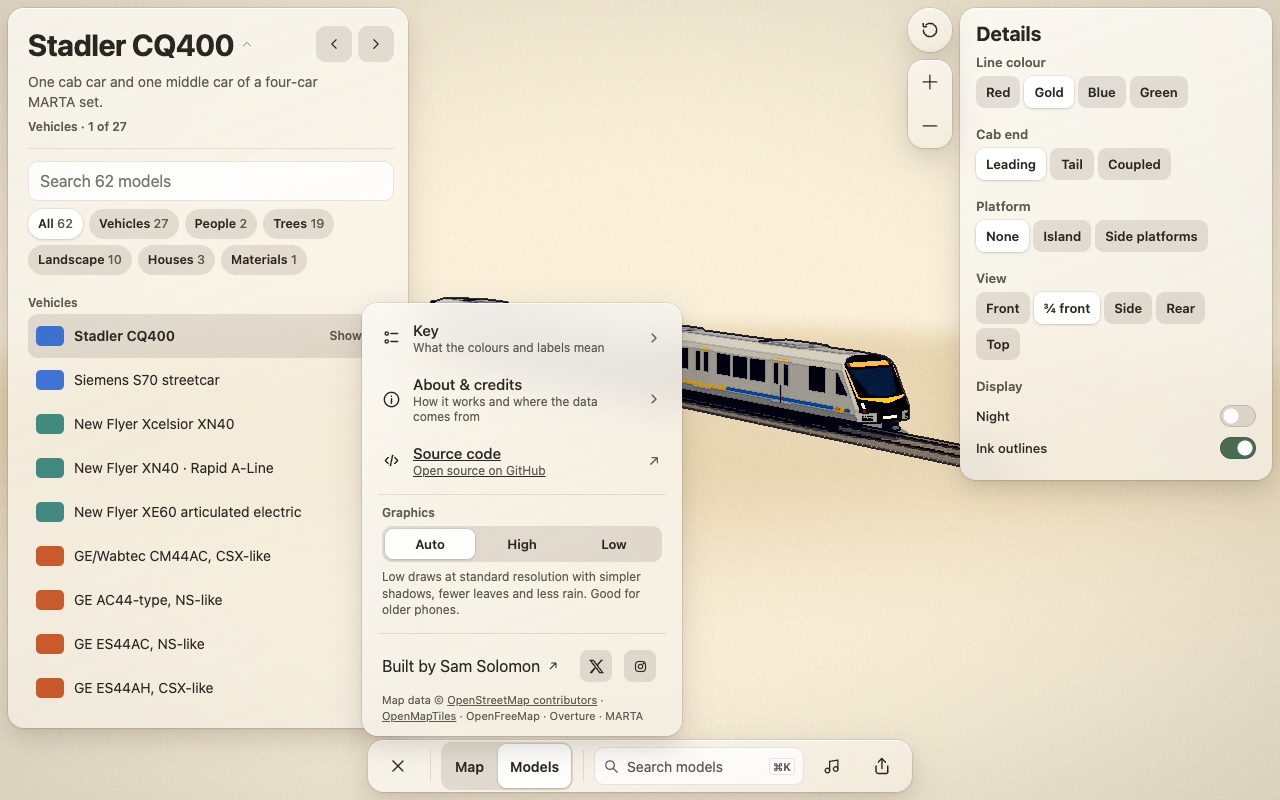 Stadler CQ400
One cab car and one middle car of a four-car
MARTA set.
Vehicles · 1 of 27
Search 62 models
All 62
Vehicles 27
People 2
Trees 19
Landscape 10
Houses 3
Materials 1
Vehicles
Stadler CQ400
Show
Siemens S70 streetcar
New Flyer Xcelsior XN40
New Flyer XN40 · Rapid A-Line
New Flyer XE60 articulated electric
GE/Wabtec CM44AC, CSX-like
GE AC44-type, NS-like
GE ES44AC, NS-like
GE ES44AH, CSX-like
Key
What the colours and labels mean
About & credits
How it works and where the data
comes from
Source code
Open source on GitHub
Graphics
Auto
High
Low
Low draws at standard resolution with simpler
shadows, fewer leaves and less rain. Good for
older phones.
Built by Sam Solomon
Map data © OpenStreetMap contributors ·
OpenMapTiles · OpenFreeMap · Overture · MARTA
Map
Models
Search models
⌘K
Details
Line colour
Red
Gold
Blue
Green
Cab end
Leading
Tail
Coupled
Platform
None
Island
Side platforms
View
Front
¾ front
Side
Rear
Top
Display
Night
Ink outlines